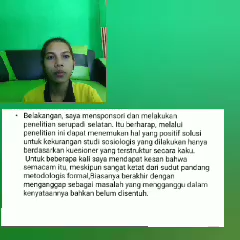 • Belakangan, saya mensponsori dan melakukan
penelitian serupadi selatan. Itu berharap, melalui
penelitian ini dapat menemukan hal yang positif solusi
untuk kekurangan studi sosiologis yang dilakukan hanya
berdasarkan kuesioner yang terstruktur secara kaku.
Untuk beberapa kali saya mendapat kesan bahwa
semacam itu, meskipun sangat ketat dari sudut pandang
metodologis formal,Biasanya berakhir dengan
menganggap sebagai masalah yang mengganggu dalam
kenyataannya bahkan belum disentuh.